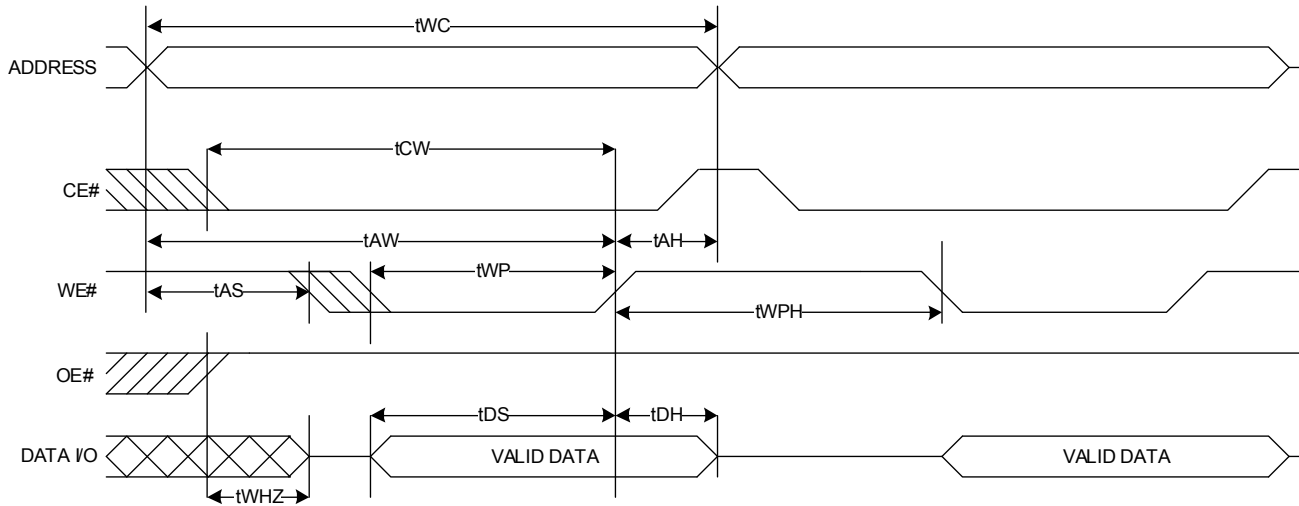 tWC
ADDRESS
tCW
CE#
tAW
tAH
tWP
WE#
tAS
tWPH
OE#
tDS
tDH
DATA I/O
VALID DATA
VALID DATA
tWHZ